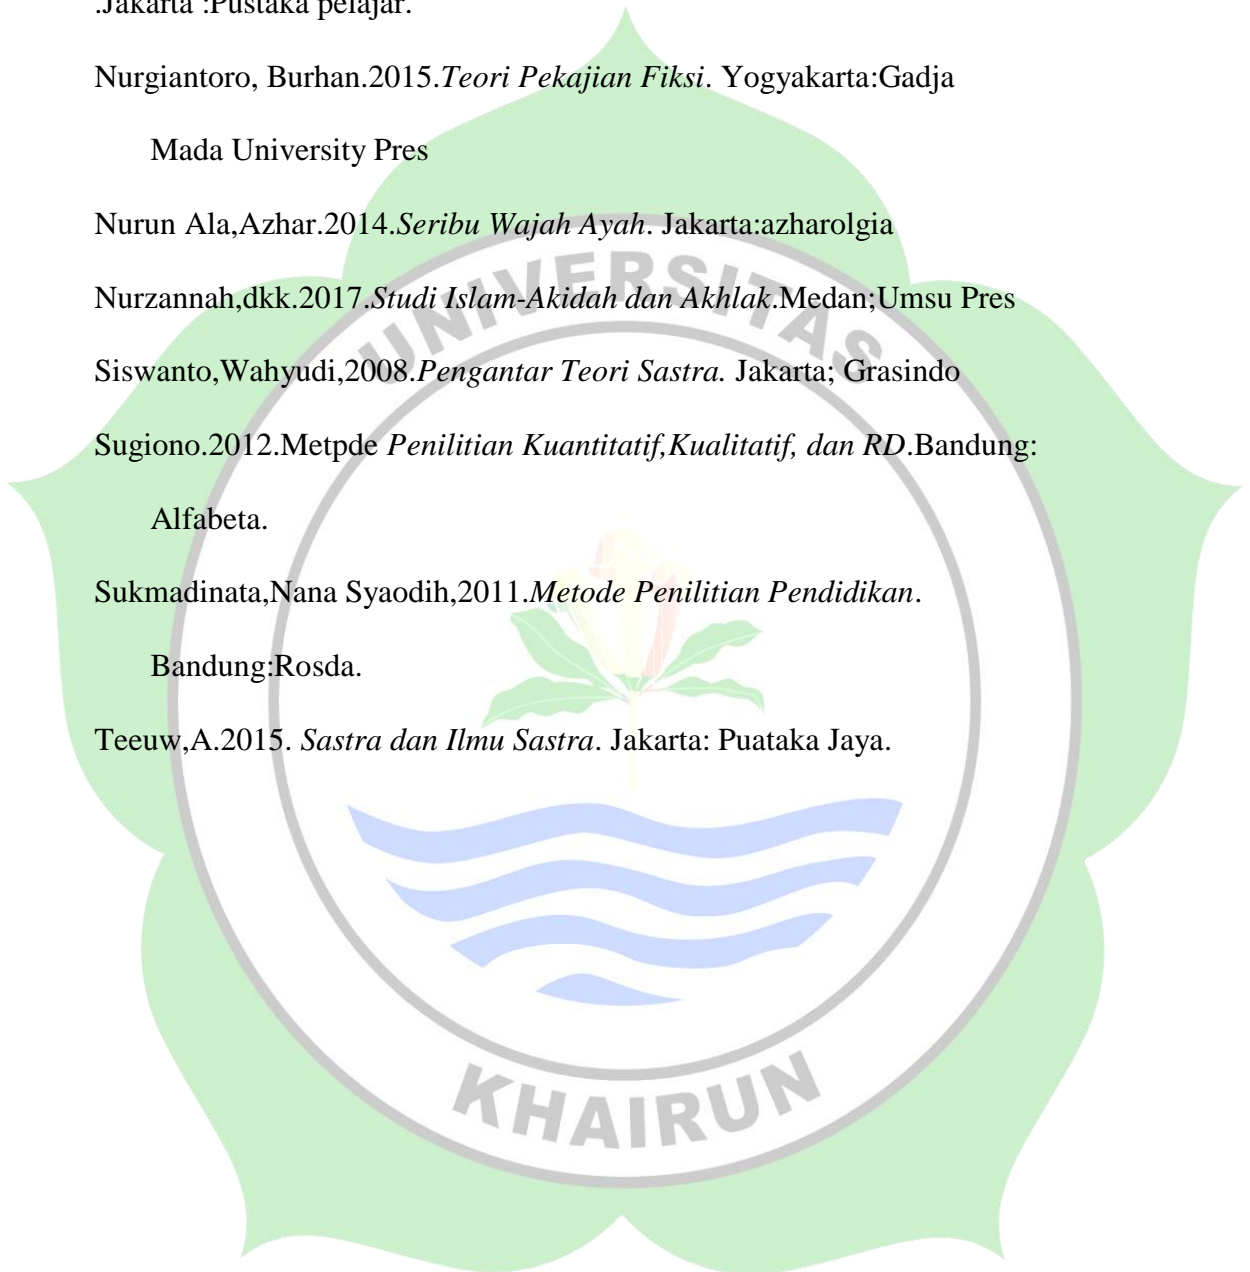 .Jakarta :Pustaka pelajar.
Nurgiantoro, Burhan.2015.Teori Pekajian Fiksi. Yogyakarta:Gadja
Mada University Pres
Nurun Ala,Azhar.2014.Seribu Wajah Ayah. Jakarta:azharolgia
UNIVERSITAS
Nurzannah,dkk.2017.Studi Islam-Akidah dan Akhlak.Medan;Umsu Pres
Siswanto,Wahyudi,2008.Pengantar Teori Sastra. Jakarta; Grasindo
Sugiono.2012.Metpde Penilitian Kuantitatif,Kualitatif, dan RD.Bandung:
Alfabeta.
Sukmadinata,Nana Syaodih,2011.Metode Penilitian Pendidikan.
Bandung:Rosda.
Teeuw,A.2015. Sastra dan Ilmu Sastra. Jakarta: Puataka Jaya.
KHAIRUN